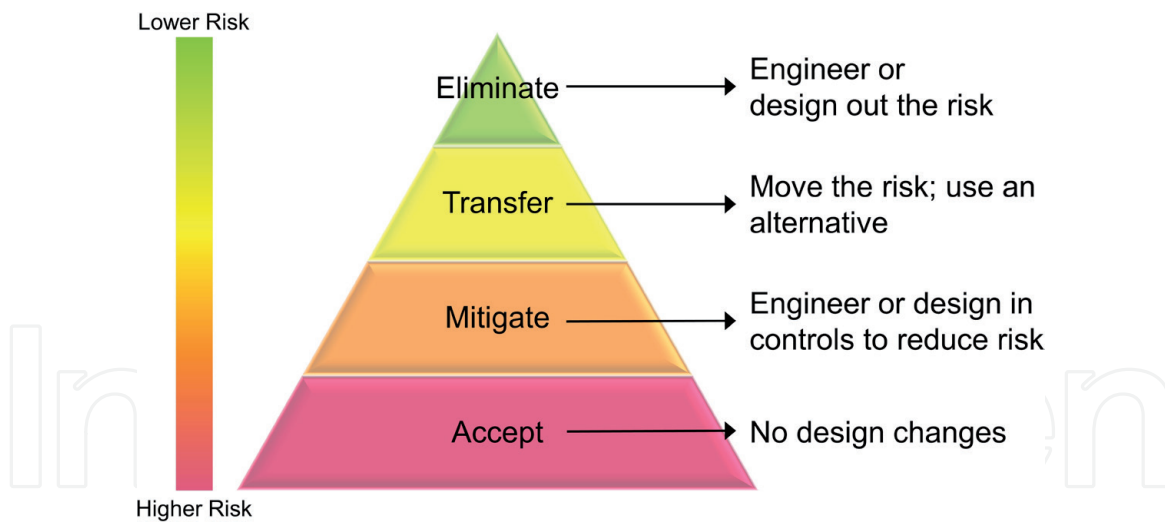 Lower Risk
Eliminate
Engineer or
design out the risk
Transfer
Move the risk; use an
alternative
Mitigate
Engineer or design in
controls to reduce risk
Accept
No design changes
Higher Risk